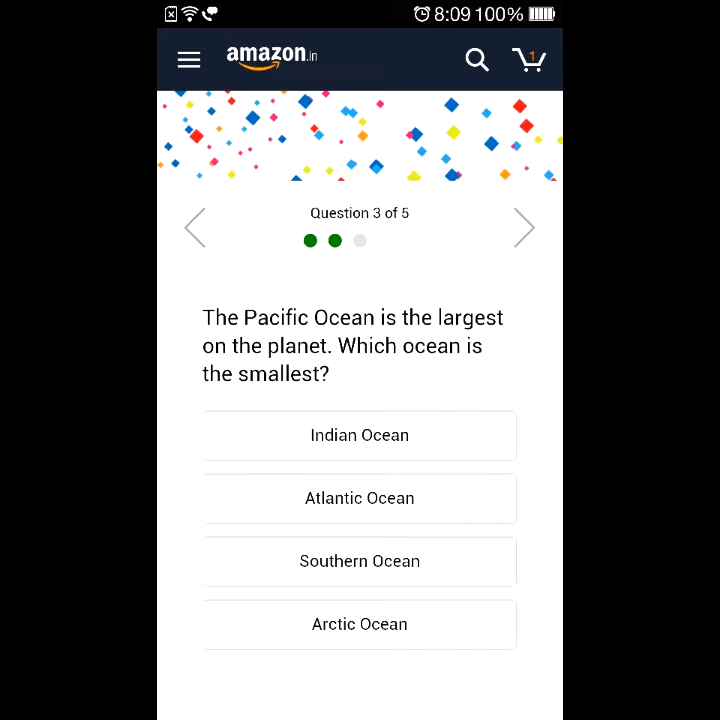 8:09 100%
amazon.in
1
Question 3 of 5
The Pacific Ocean is the largest
on the planet. Which ocean is
the smallest?
Indian Ocean
Atlantic Ocean
Southern Ocean
Arctic Ocean